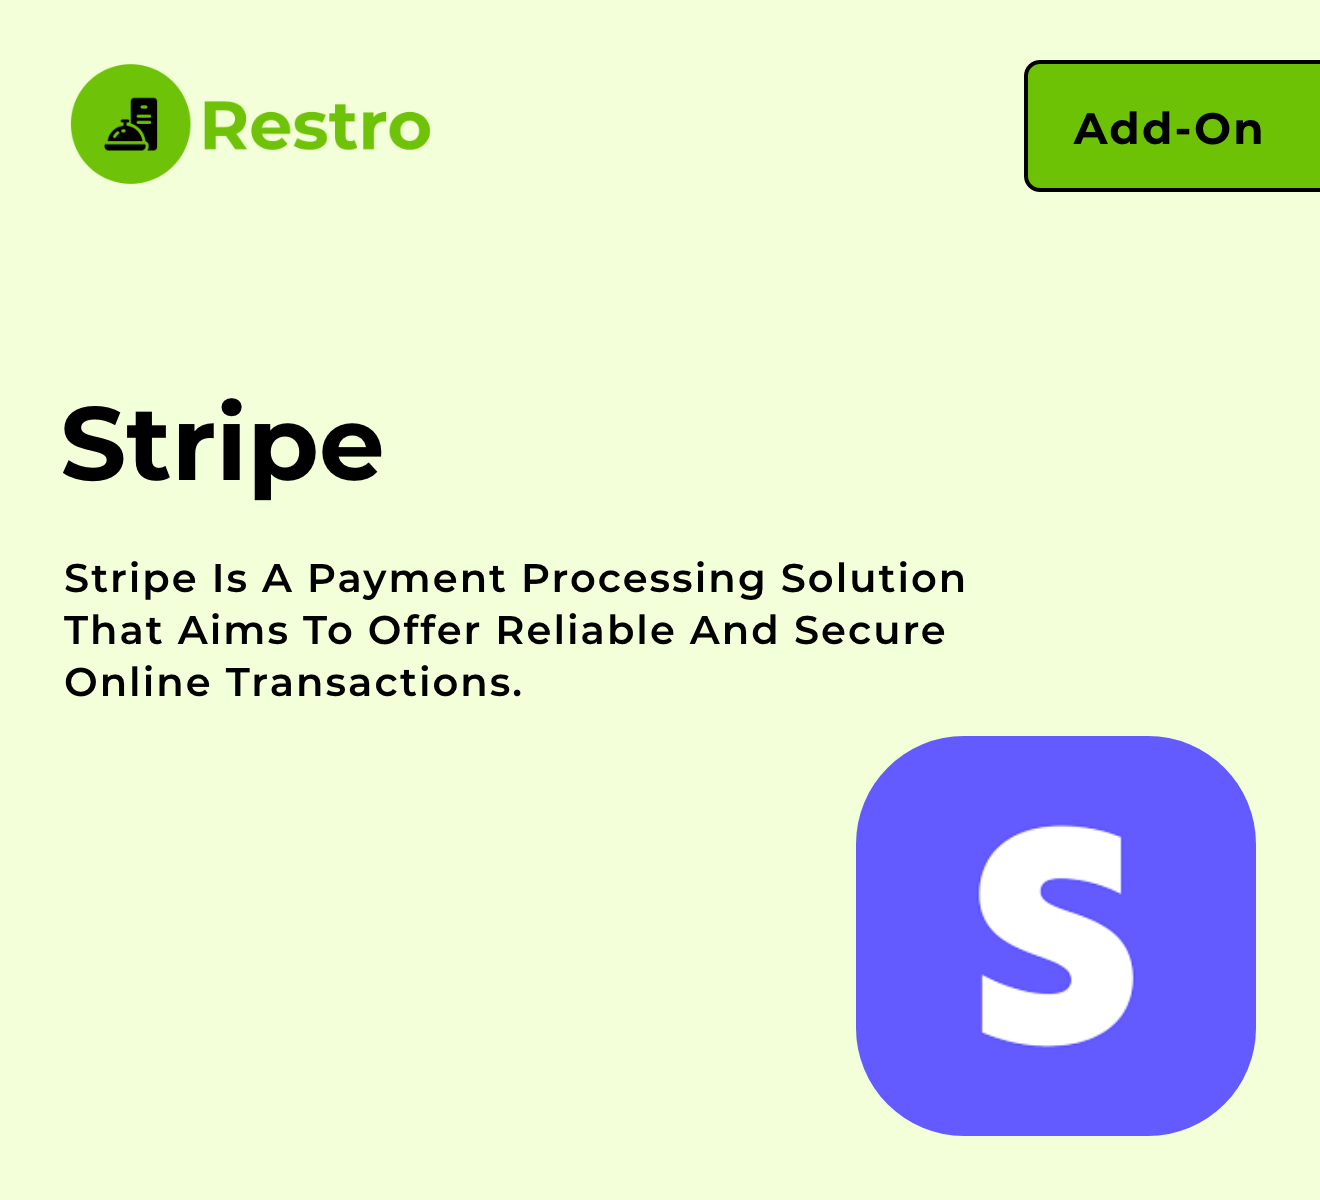 Restro
Add-On
Stripe
Stripe Is A Payment Processing Solution
That Aims To Offer Reliable And Secure
Online Transactions.
S